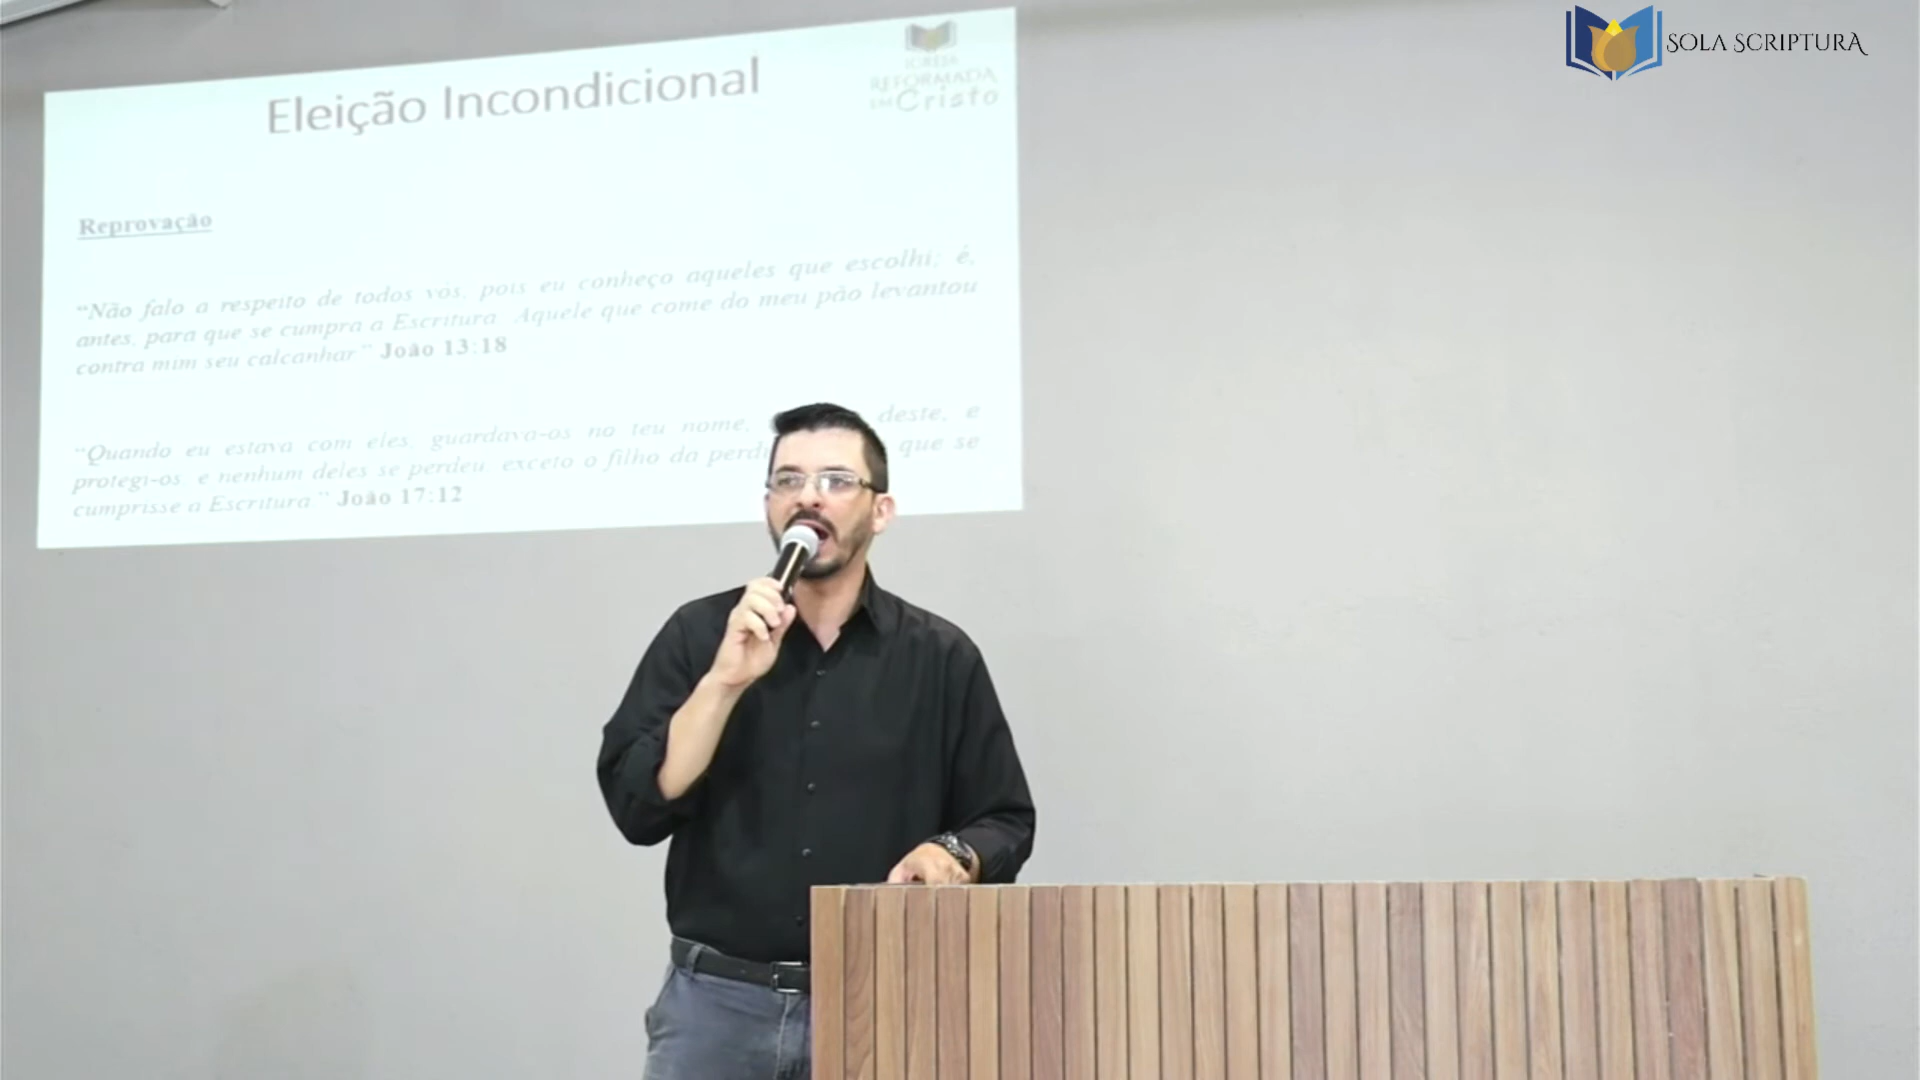 SOLA SCRIPTURA
Eleição Incondicional
IGREJA
REFORMADA
EM Cristo
Reprovação
“Não falo a respeito de todos vós, pois eu conheço aqueles que escolhi; é,
antes, para que se cumpra a Escritura. Aquele que come do meu pão levantou
contra mim seu calcanhar” João 13:18
“Quando eu estava com eles, guardava-os no teu nome, deste, e
protegi-os, e nenhum deles se perdeu, exceto o filho da que se
cumprisse a Escritura.” João 17:12